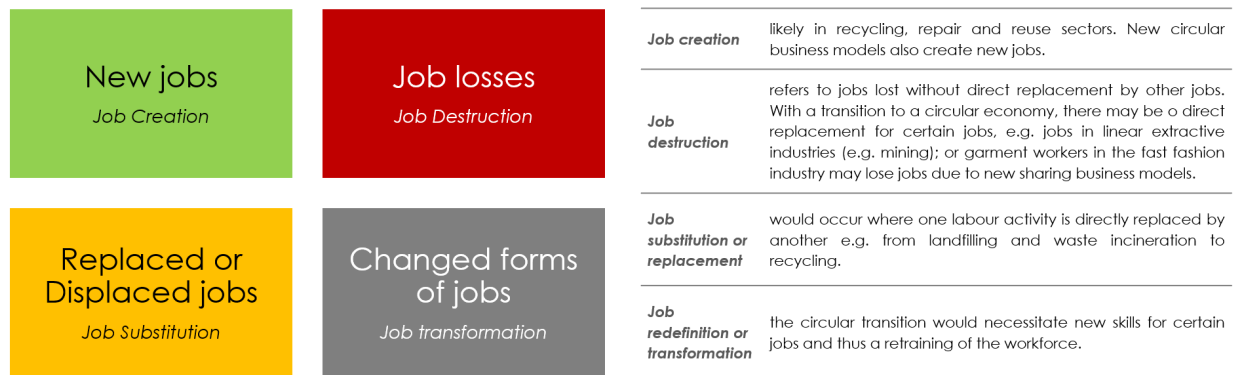 New jobs
Job Creation
Job losses
Job Destruction
Replaced or
Displaced jobs
Job Substitution
Changed forms
of jobs
Job transformation
Job creation
likely in recycling, repair and reuse sectors. New circular
business models also create new jobs.
Job
destruction
refers to jobs lost without direct replacement by other jobs.
With a transition to a circular economy, there may be o direct
replacement for certain jobs, e.g. jobs in linear extractive
industries (e.g. mining); or garment workers in the fast fashion
industry may lose jobs due to new sharing business models.
Job
substitution or
replacement
would occur where one labour activity is directly replaced by
another e.g. from landfilling and waste incineration to
recycling.
Job
redefinition or
transformation
the circular transition would necessitate new skills for certain
jobs and thus a retraining of the workforce.